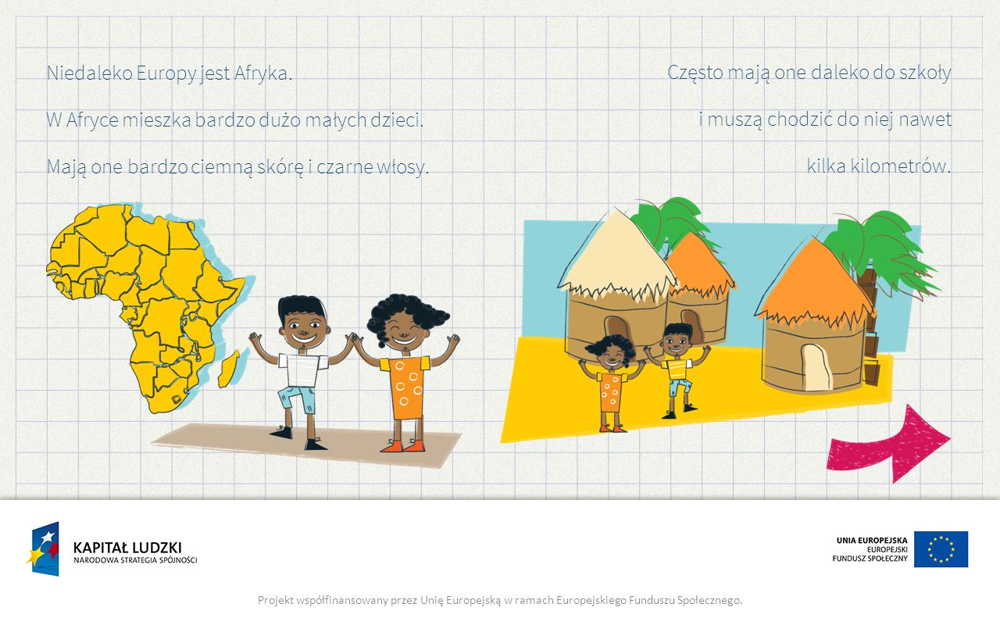 Niedaleko Europy jest Afryka.
W Afryce mieszka bardzo dużo małych dzieci.
Mają one bardzo ciemną skórę i czarne włosy.
Często mają one daleko do szkoły
i muszą chodzić do niej nawet
kilka kilometrów.
KAPITAŁ LUDZKI
NARODOWA STRATEGIA SPÓJNOŚCI
UNIA EUROPEJSKA
EUROPEJSKI
FUNDUSZ SPOŁECZNY
Projekt współfinansowany przez Unię Europejską w ramach Europejskiego Funduszu Społecznego.